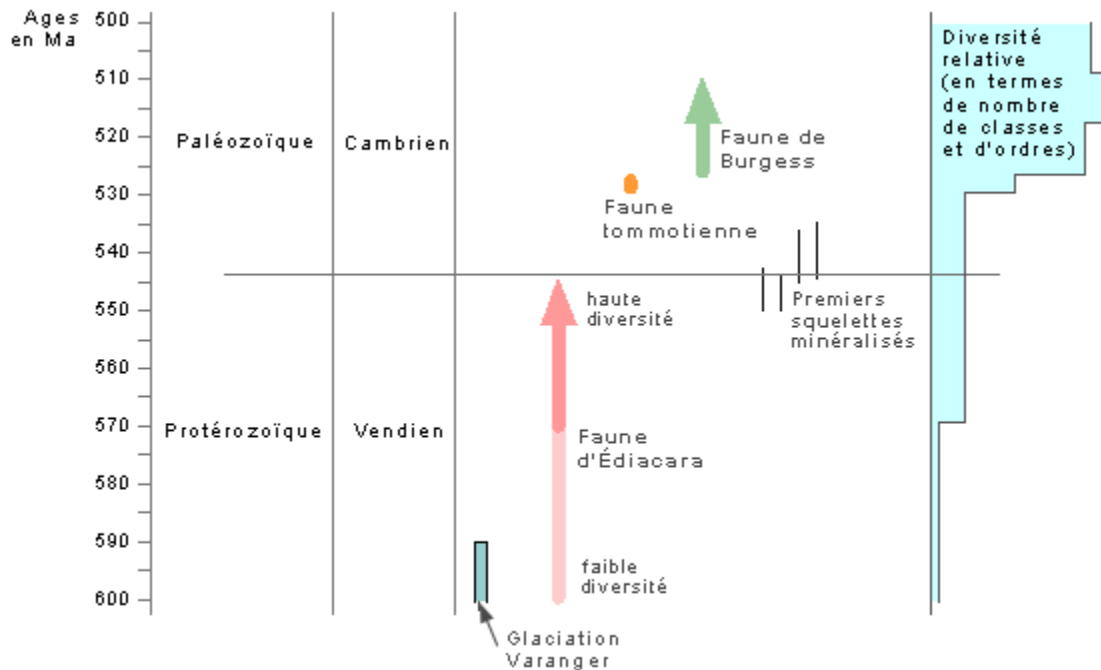 Ages
en Ma
500
510
520
530
540
550
560
570
580
590
600
Paléozoïque
Cambrien
Protérozoïque
Vendien
Faune de
Burgess
Faune
tommotienne
haute
diversité
Premiers
squelettes
minéralisés
Faune
d'Édiacara
faible
diversité
Glaciation
Varanger
Diversité
relative
(en termes
de nombre
de classes
et d'ordres)